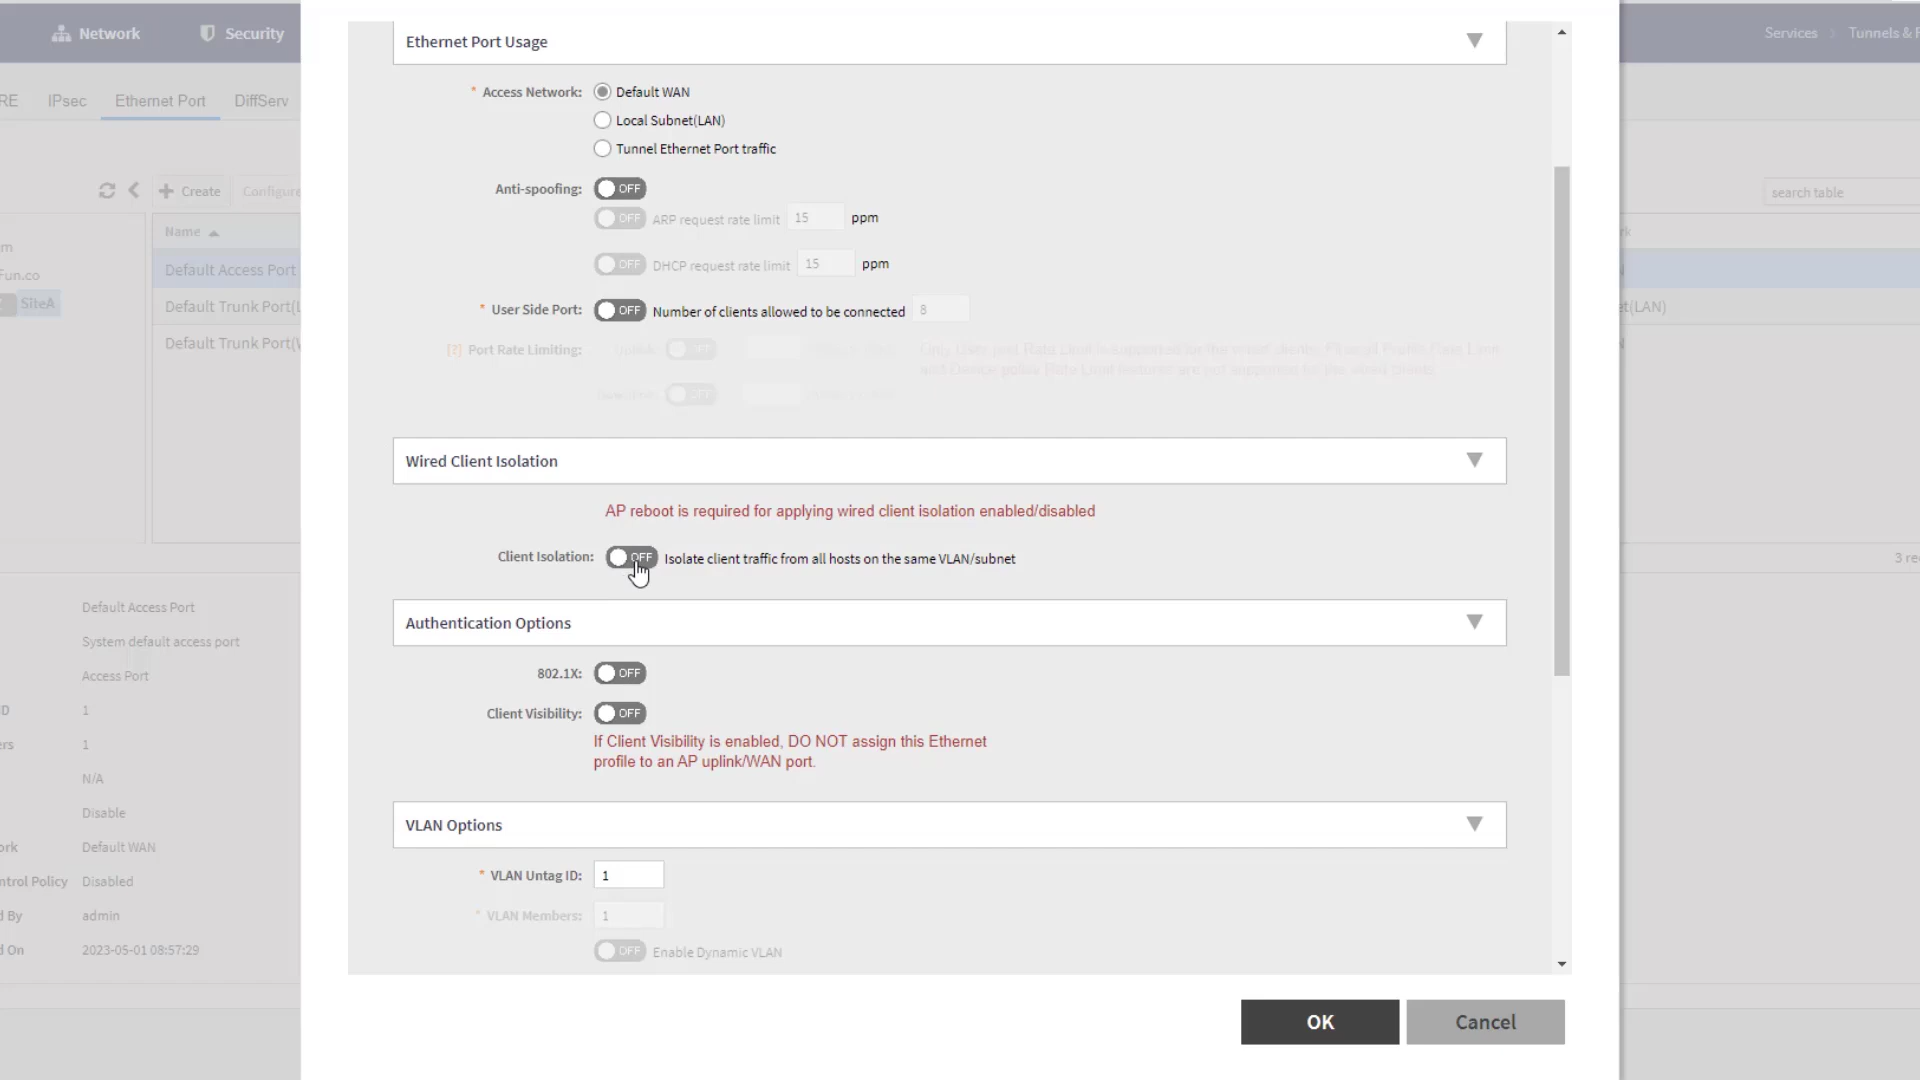 Network
Security
Services
Tunnels &
RE
IPsec
Ethernet Port
DiffServ
Create
Configure
search table
Name
m
Fun.co
Default Access Port
SiteA
Default Trunk Port(
t(LAN)
Default Trunk Port(
3 re
Default Access Port
System default access port
Access Port
D
1
ers
1
N/A
Disable
ork
Default WAN
ntrol Policy
Disabled
d By
admin
d On
2023-05-01 08:57:29
Ethernet Port Usage
* Access Network:
Default WAN
Local Subnet(LAN)
Tunnel Ethernet Port traffic
Anti-spoofing:
OFF
OFF ARP request rate limit 15 ppm
OFF DHCP request rate limit 15 ppm
* User Side Port: OFF Number of clients allowed to be connected 8
[?] Port Rate Limiting:
OFF
OFF
Wired Client Isolation
AP reboot is required for applying wired client isolation enabled/disabled
Client Isolation: OFF Isolate client traffic from all hosts on the same VLAN/subnet
Authentication Options
802.1X: OFF
Client Visibility: OFF
If Client Visibility is enabled, DO NOT assign this Ethernet
profile to an AP uplink/WAN port.
VLAN Options
* VLAN Untag ID: 1
* VLAN Members: 1
OFF Enable Dynamic VLAN
OK
Cancel